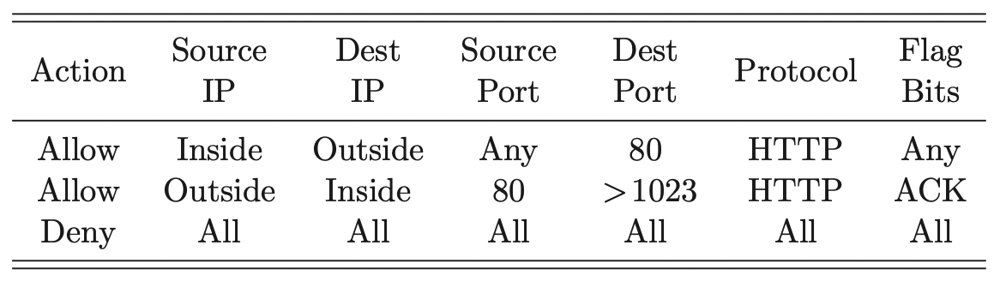 Action Source IP Dest IP Source Port Dest Port Protocol Flag Bits
Allow Inside Outside Any 80 HTTP Any
Allow Outside Inside 80 >1023 HTTP ACK
Deny All All All All All All